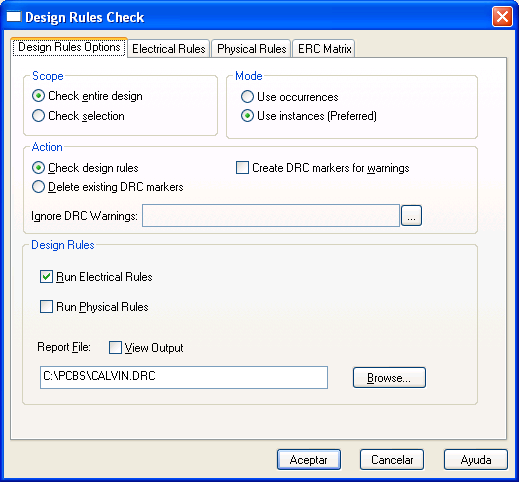 Design Rules Check
Design Rules Options Electrical Rules Physical Rules ERC Matrix
Scope
Check entire design
Check selection
Mode
Use occurrences
Use instances (Preferred)
Action
Check design rules
Create DRC markers for warnings
Delete existing DRC markers
Ignore DRC Warnings: ...
Design Rules
Run Electrical Rules
Run Physical Rules
Report File: View Output
C:\PCBS\CALVIN.DRC Browse...
Aceptar Cancelar Ayuda